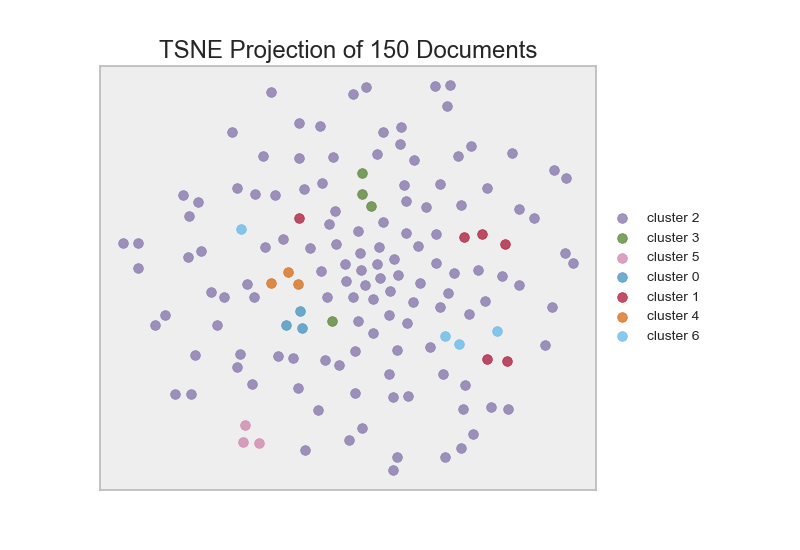 TSNE Projection of 150 Documents
cluster 2
cluster 3
cluster 5
cluster 0
cluster 1
cluster 4
cluster 6